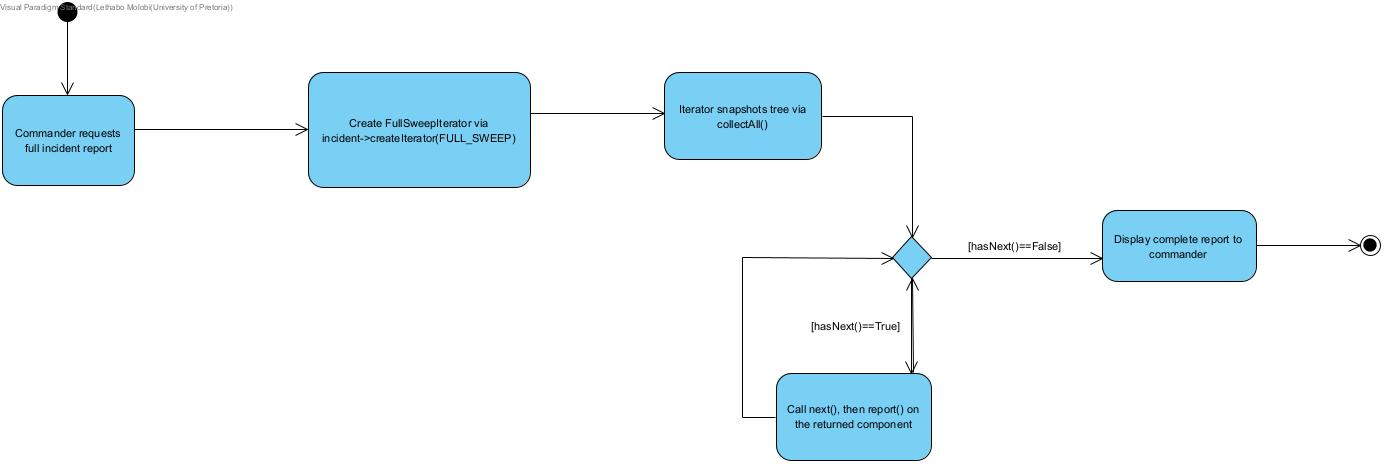 Visual Paradigm Standard(Lethabo Molobi(University of Pretoria))
Commander requests
full incident report
Create FullSweepIterator via
incident->createIterator(FULL_SWEEP)
Iterator snapshots tree via
collectAll()
[hasNext()==False]
Display complete report to
commander
[hasNext()==True]
Call next(), then report() on
the returned component